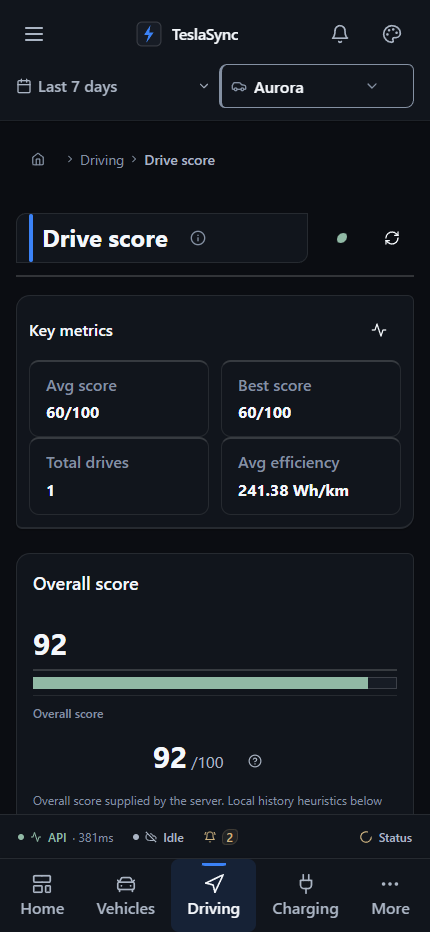 TeslaSync
Last 7 days
Aurora
Driving
Drive score
Drive score
Key metrics
Avg score
Best score
60/100
60/100
Total drives
Avg efficiency
1
241.38 Wh/km
Overall score
92
Overall score
92 /100
Overall score supplied by the server. Local history heuristics below
API · 381ms
Idle
2
Status
Home
Vehicles
Driving
Charging
More